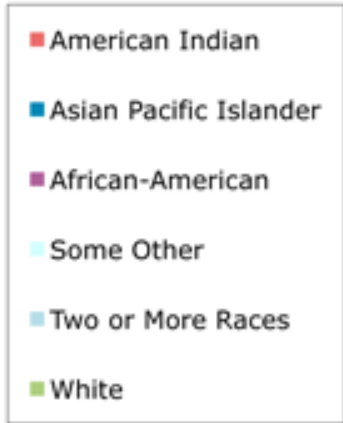 American Indian
Asian Pacific Islander
African-American
Some Other
Two or More Races
White